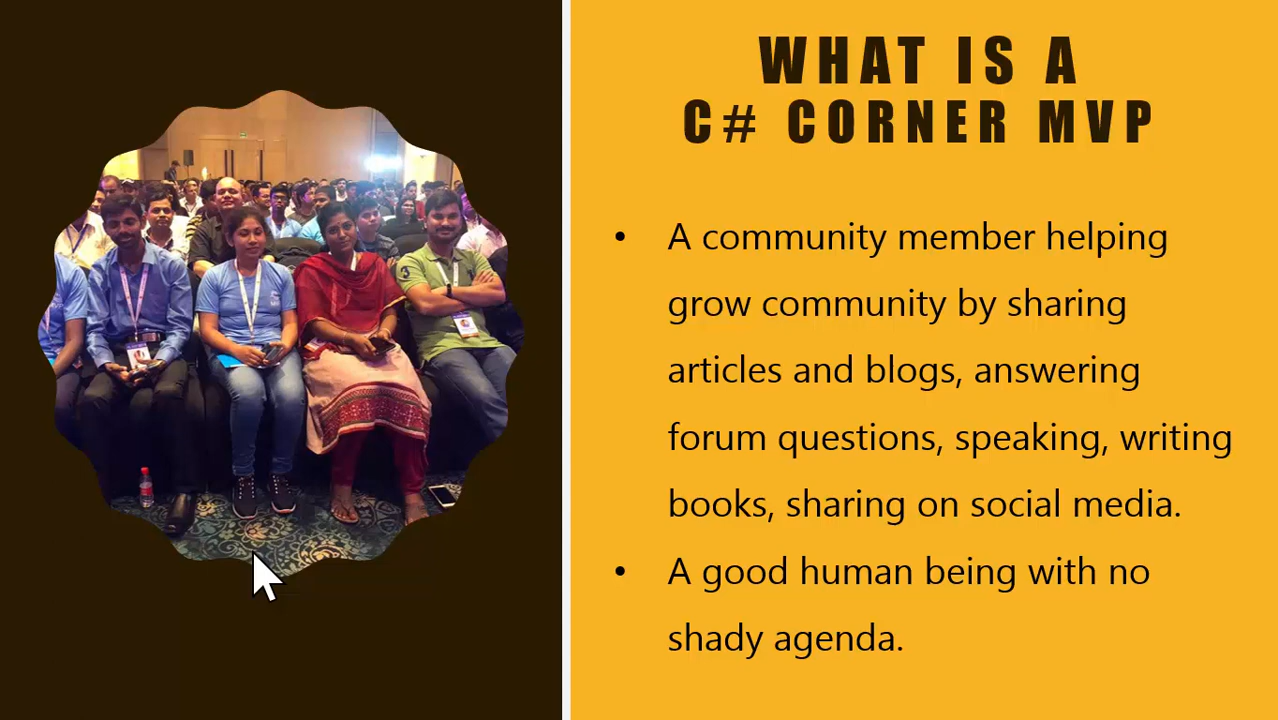 WHAT IS A
C# CORNER MVP
• A community member helping
grow community by sharing
articles and blogs, answering
forum questions, speaking, writing
books, sharing on social media.
• A good human being with no
shady agenda.